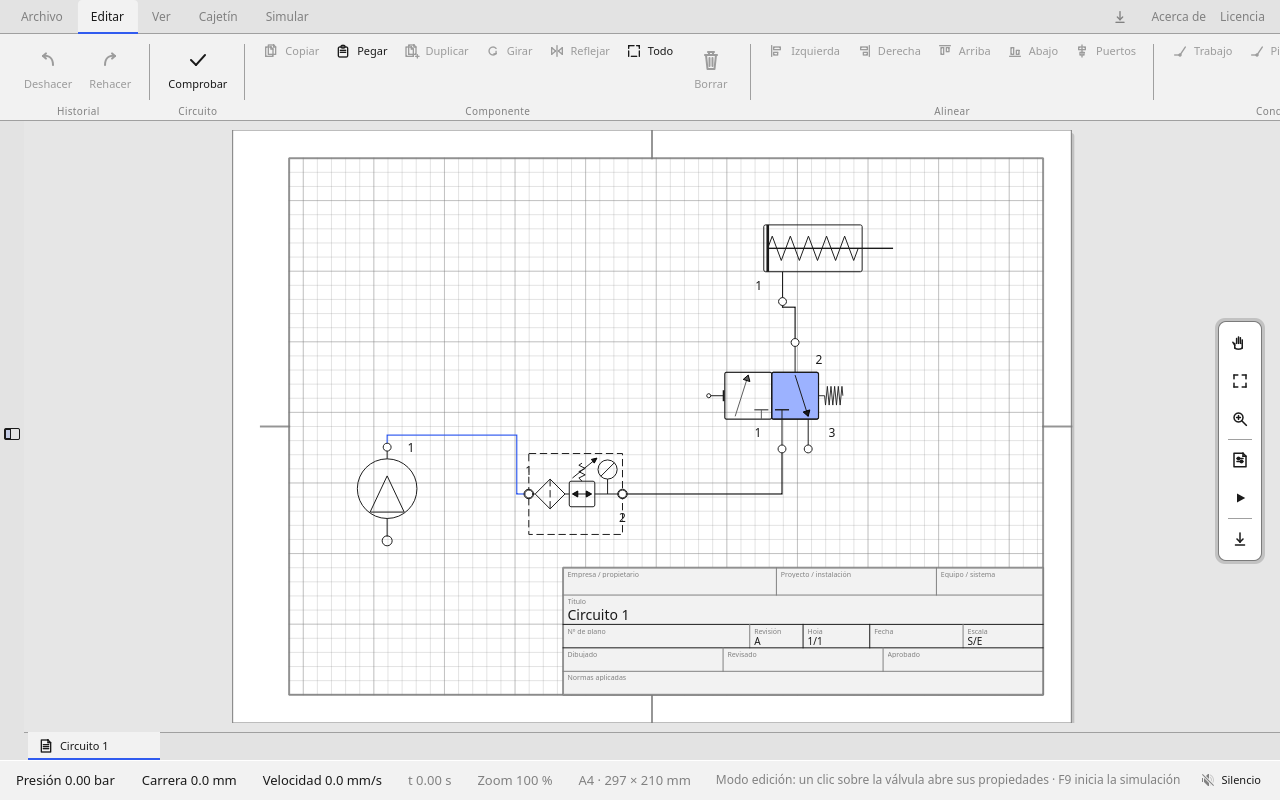 Archivo Editar Ver Cajetín Simular Acerca de Licencia
Copiar Pegar Duplicar Girar Reflejar Todo Izquierda Derecha Arriba Abajo Puertos Trabajo
Deshacer Rehacer Comprobar Borrar
Historial Circuito Componente Alinear
1
2
1 3
1
1
2
Empresa / propietario Proyecto / instalación Equipo / sistema
Título
Circuito 1
Nº de plano Revisión Hoja Fecha Escala
A 1/1 S/E
Dibujado Revisado Aprobado
Normas aplicadas
Circuito 1
Presión 0.00 bar Carrera 0.0 mm Velocidad 0.0 mm/s t 0.00 s Zoom 100 % A4 · 297 × 210 mm Modo edición: un clic sobre la válvula abre sus propiedades · F9 inicia la simulación Silencio